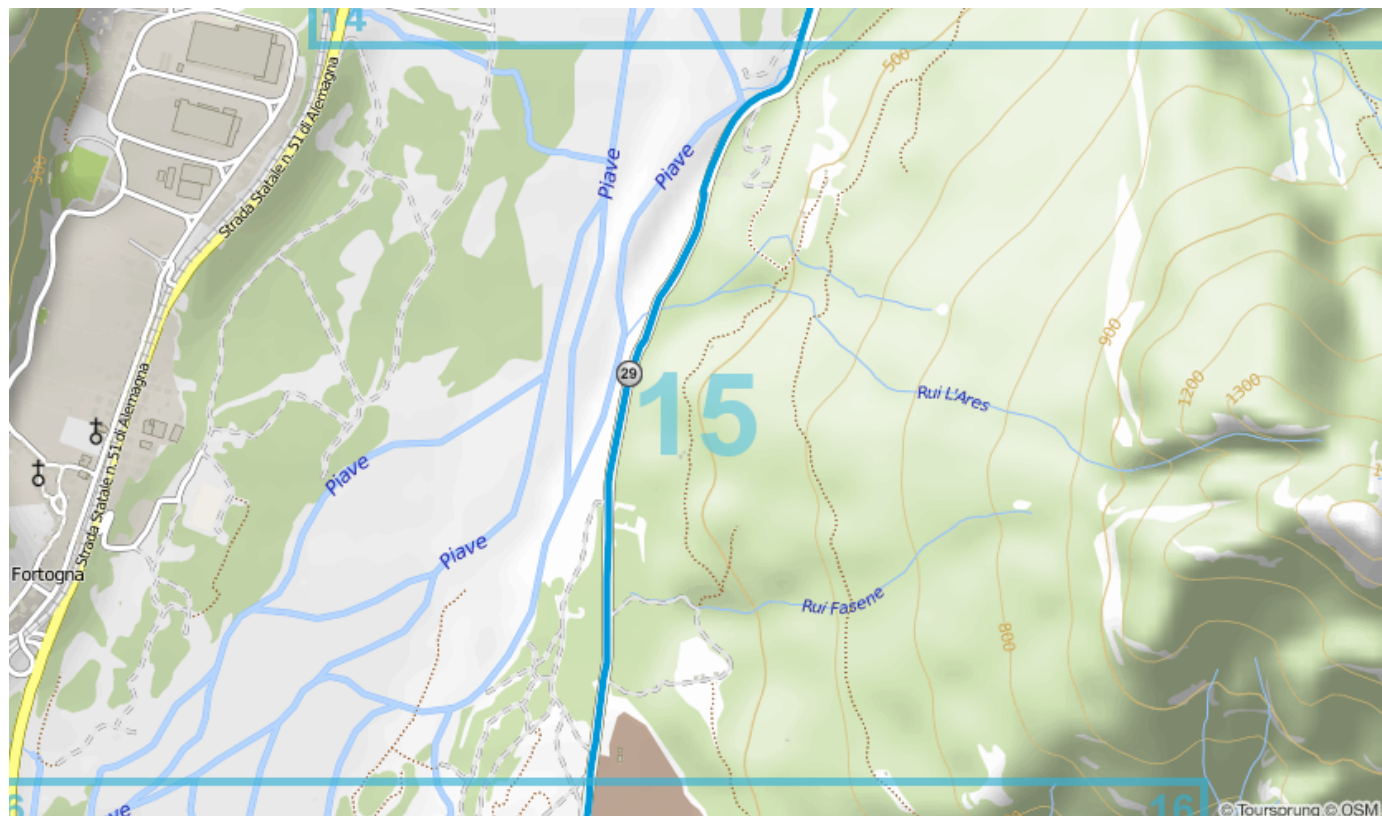 14
500
Strada Statale n. 51 di Alemagna
500
Piave
Piave
900
1200
1300
29
15
Rui L'Ares
Strada Statale n. 51 di Alemagna
Piave
Piave
Fortogna
Rui Fasene
800
16
© Toursprung © OSM